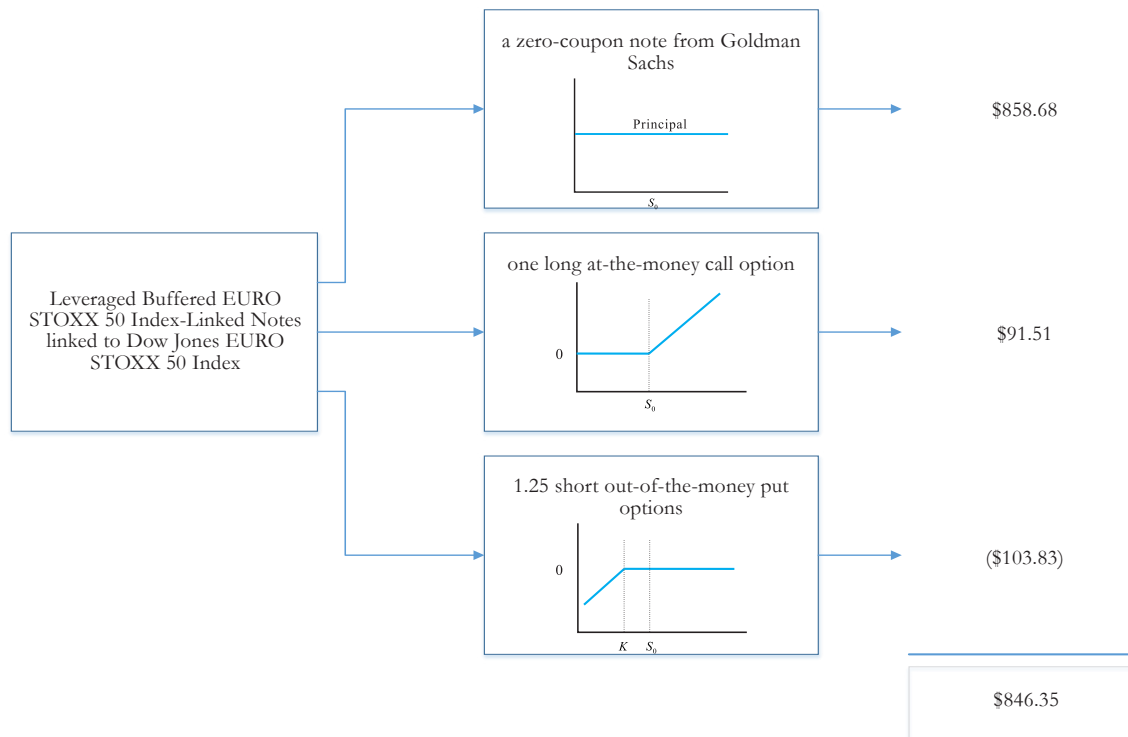 a zero-coupon note from Goldman
Sachs
Principal
S₀
$858.68
Leveraged Buffered EURO
STOXX 50 Index-Linked Notes
linked to Dow Jones EURO
STOXX 50 Index
one long at-the-money call option
0
S₀
$91.51
1.25 short out-of-the-money put
options
0
K S₀
($103.83)
$846.35